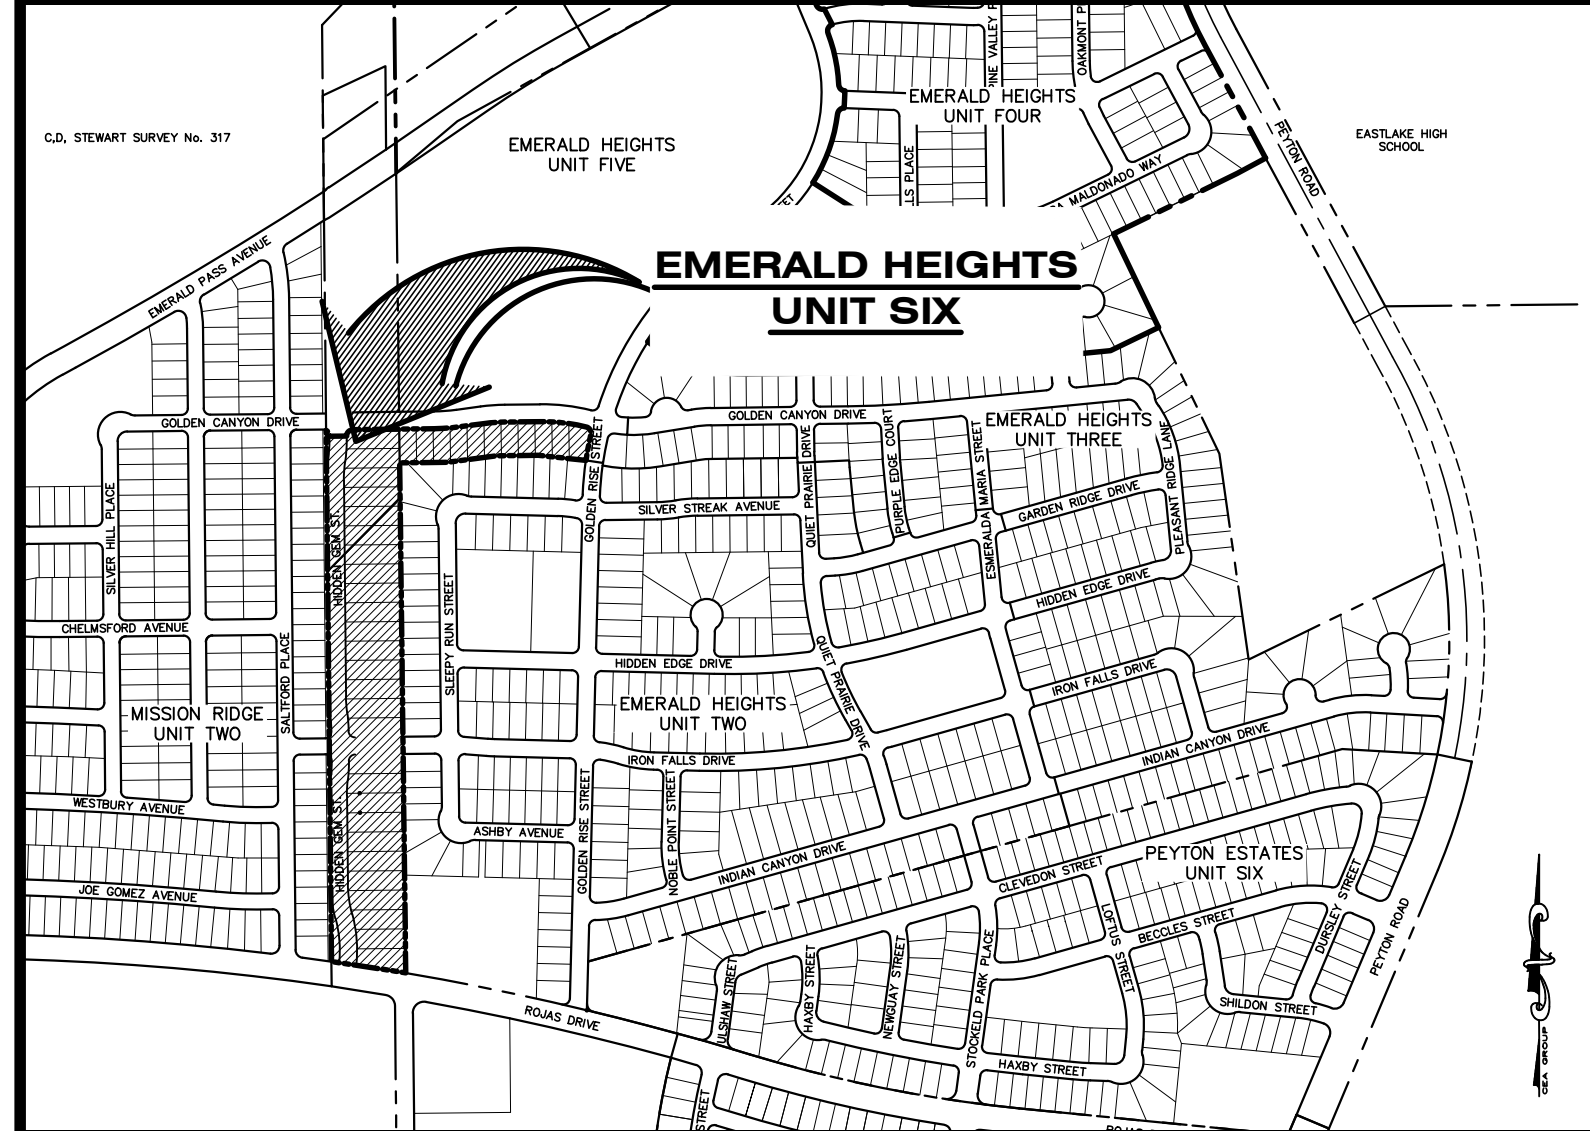 C,D, STEWART SURVEY No. 317
EMERALD HEIGHTS
UNIT FIVE
EMERALD HEIGHTS
UNIT FOUR
OAKMONT P
PEYTON ROAD
EASTLAKE HIGH
SCHOOL
MALDONADO WAY
LS PLACE
EMERALD PASS AVENUE
EMERALD HEIGHTS
UNIT SIX
GOLDEN CANYON DRIVE
GOLDEN CANYON DRIVE
EMERALD HEIGHTS
UNIT THREE
GOLDEN RISE STREET
QUIET PRAIRIE DRIVE
PURPLE EDGE COURT
ESMERALDA MARIA STREET
PLEASANT RIDGE LANE
GARDEN RIDGE DRIVE
SILVER STREAK AVENUE
SILVER HILL PLACE
HIDDEN GEM ST.
SLEEPY RUN STREET
HIDDEN EDGE DRIVE
CHELMSFORD AVENUE
SALTFORD PLACE
HIDDEN EDGE DRIVE
QUIET PRAIRIE DRIVE
IRON FALLS DRIVE
MISSION RIDGE
UNIT TWO
EMERALD HEIGHTS
UNIT TWO
IRON FALLS DRIVE
INDIAN CANYON DRIVE
WESTBURY AVENUE
HIDDEN GEM ST.
ASHBY AVENUE
GOLDEN RISE STREET
NOBLE POINT STREET
INDIAN CANYON DRIVE
CLEVEDON STREET
PEYTON ESTATES
UNIT SIX
JOE GOMEZ AVENUE
LOFTUS STREET
BECCLES STREET
DURSLEY STREET
PEYTON ROAD
ULSHAW STREET
HAXBY STREET
NEWGUAY STREET
STOCKELD PARK PLACE
SHILDON STREET
ROJAS DRIVE
HAXBY STREET
STREET
CEA GROUP